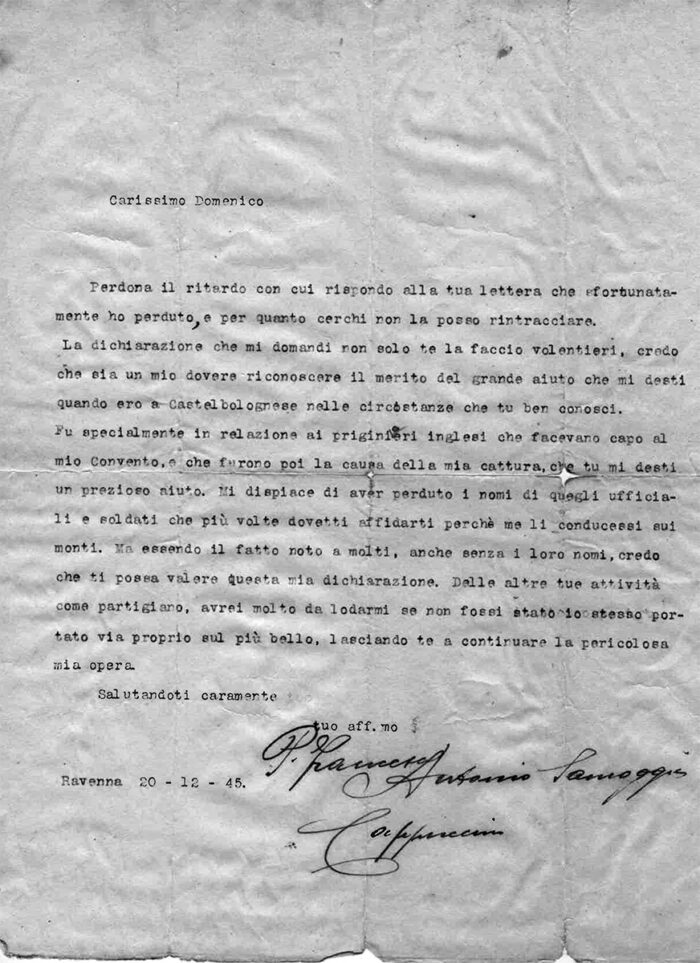 Carissimo Domenico
Perdona il ritardo con cui rispondo alla tua lettera che sfortunata-
mente ho perduto, e per quanto cerchi non la posso rintracciare.
La dichiarazione che mi domandi non solo te la faccio volentieri, credo
che sia un mio dovere riconoscere il merito del grande aiuto che mi desti
quando ero a Castelbolognese nelle circostanze che tu ben conosci.
Fu specialmente in relazione ai priginieri inglesi che facevano capo al
mio Convento, e che furono poi la causa della mia cattura, che tu mi desti
un prezioso aiuto. Mi dispiace di aver perduto i nomi di quegli ufficia-
li e soldati che più volte dovetti affidarti perchè me li conducessi sui
monti. Ma essendo il fatto noto a molti, anche senza i loro nomi, credo
che ti possa valere questa mia dichiarazione. Delle altre tue attività
come partigiano, avrei molto da lodarmi se non fossi stato io stesso por-
tato via proprio sul più bello, lasciando te a continuare la pericolosa
mia opera.
Salutandoti caramente
tuo aff.mo
P. Francesc Antonio Samoggia
Ravenna 20 - 12 - 45.
Cappuccino